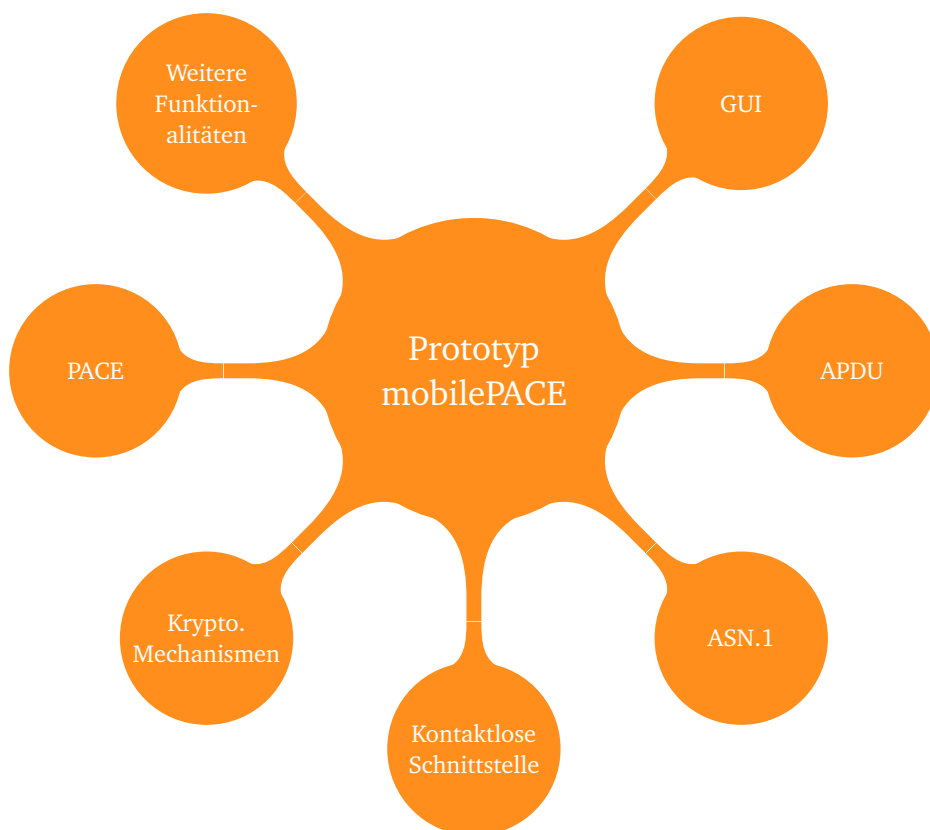 Weitere
Funktion-
alitäten
GUI
Prototyp
mobilePACE
PACE
APDU
Krypto.
Mechanismen
ASN.1
Kontaktlose
Schnittstelle